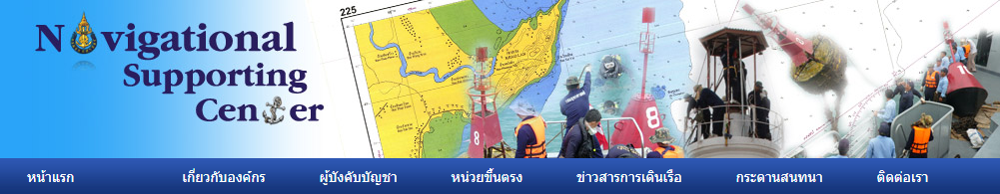 225
Navigational
Supporting
Center
8
8
หน้าแรก เกี่ยวกับองค์กร ผู้บังคับบัญชา หน่วยขึ้นตรง ข่าวสารการเดินเรือ กระดานสนทนา ติดต่อเรา